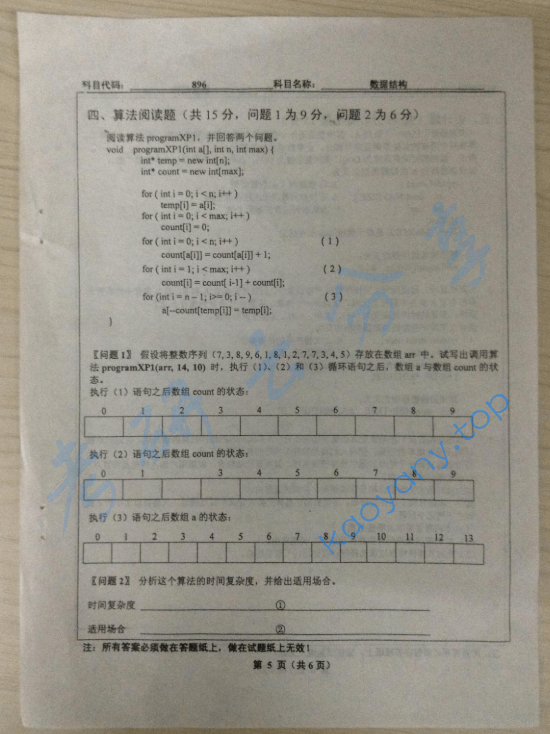 科目代码： 896 科目名称： 数据结构
四、算法阅读题（共 15 分，问题 1 为 9 分，问题 2 为 6 分）
阅读算法 programXP1，并回答两个问题。
void programXP1(int a[], int n, int max) {
int* temp = new int[n];
int* count = new int[max];
for ( int i = 0; i < n; i++ )
temp[i] = a[i];
for ( int i = 0; i < max; i++ )
count[i] = 0;
for ( int i = 0; i < n; i++ ) （1）
count[a[i]] = count[a[i]] + 1;
for ( int i = 1; i < max; i++ ) （2）
count[i] = count[ i-1] + count[i];
for (int i = n – 1; i>= 0; i -- ) （3）
a[--count[temp[i]] = temp[i];
}
〖问题 1〗 假设将整数序列（7, 3, 8, 9, 6, 1, 8, 1, 2, 7, 7, 3, 4, 5）存放在数组 arr 中。试写出调用算
法 programXP1(arr, 14, 10) 时，执行（1）、（2）和（3）循环语句之后，数组 a 与数组 count 的状
态。
执行（1）语句之后数组 count 的状态：
0 1 2 3 4 5 6 7 8 9
执行（2）语句之后数组 count 的状态：
0 1 3 4 5 6 7 8 9
执行（3）语句之后数组 a 的状态：
0 1 2 3 4 5 6 7 8 9 10 11 12 13
〖问题 2〗 分析这个算法的时间复杂度，并给出适用场合。
时间复杂度 ①
适用场合 ②
注：所有答案必须做在答题纸上，做在试题纸上无效！
第 5 页（共 6 页）
考研云分享
kaoyany.top